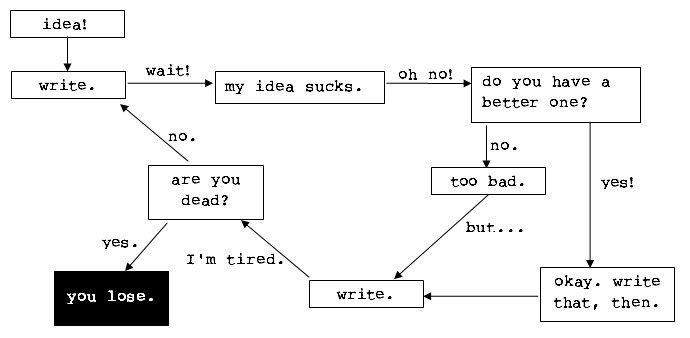 idea!
write.
wait!
my idea sucks.
oh no!
do you have a
better one?
no.
too bad.
yes!
but...
okay. write
that, then.
write.
I'm tired.
are you
dead?
no.
yes.
you lose.